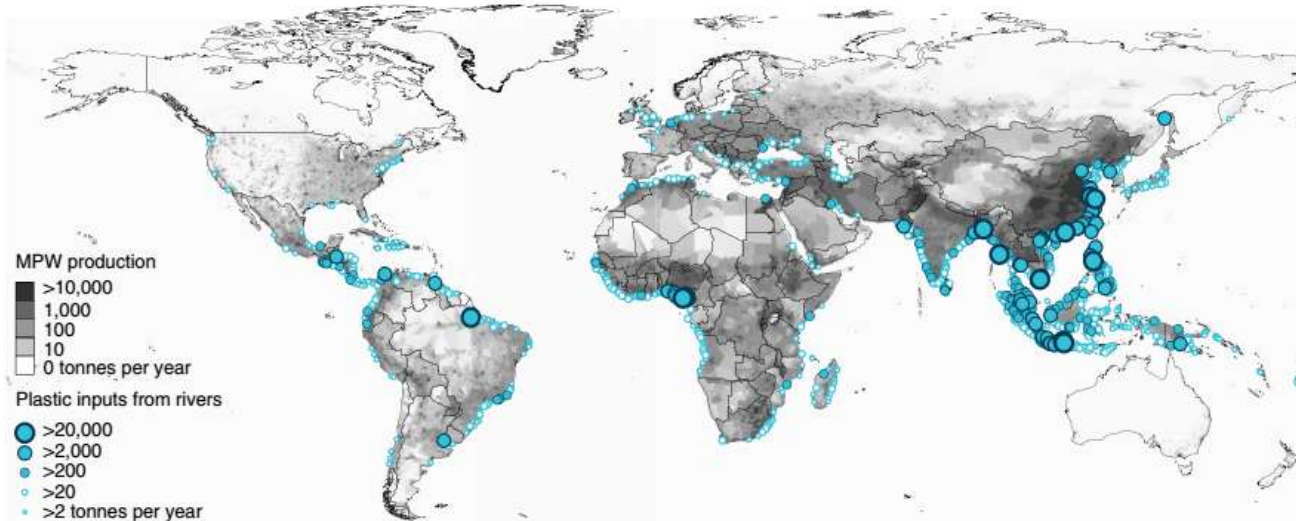 MPW production
>10,000
1,000
100
10
0 tonnes per year
Plastic inputs from rivers
>20,000
>2,000
>200
>20
>2 tonnes per year